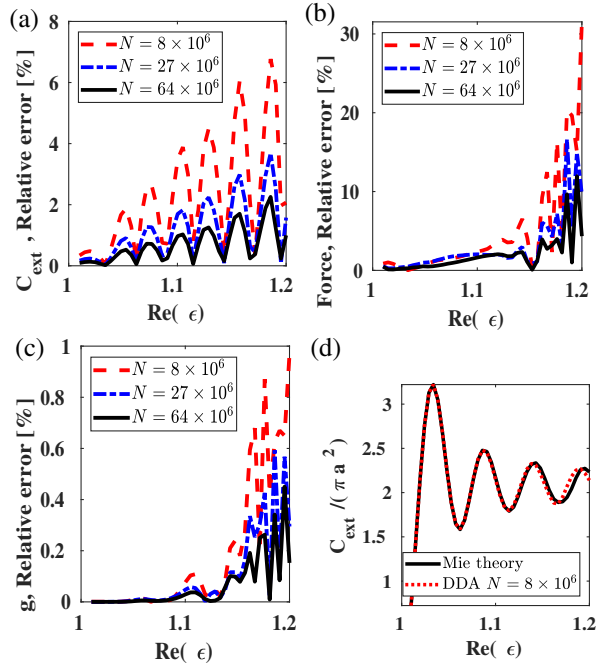 (a)
C_ext , Relative error [%]
8
6
4
2
0
1
1.1
1.2
Re( ϵ)
N = 8 × 10^6
N = 27 × 10^6
N = 64 × 10^6
(b)
Force, Relative error [%]
30
20
10
0
1
1.1
1.2
Re( ϵ)
N = 8 × 10^6
N = 27 × 10^6
N = 64 × 10^6
(c)
g, Relative error [%]
1
0.8
0.6
0.4
0.2
0
1
1.1
1.2
Re( ϵ)
N = 8 × 10^6
N = 27 × 10^6
N = 64 × 10^6
(d)
C_ext /( π a^2)
3
2.5
2
1.5
1
1
1.1
1.2
Re( ϵ)
Mie theory
DDA N = 8 × 10^6